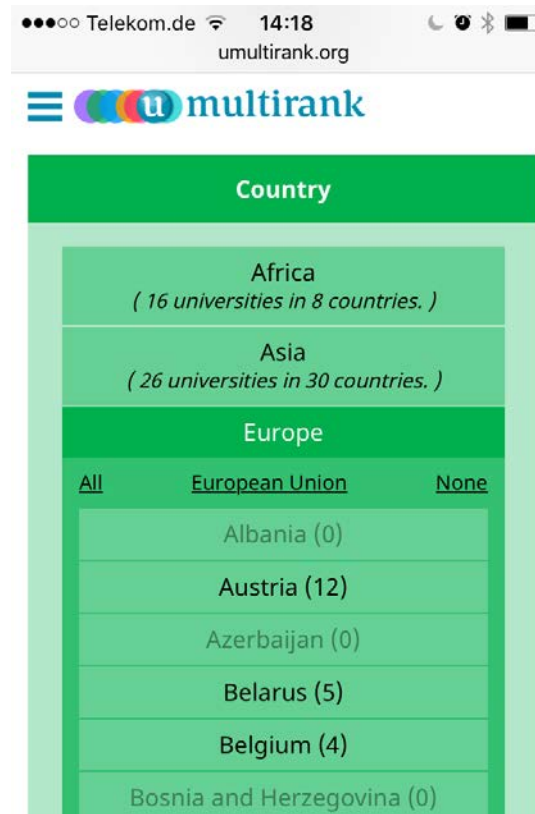 Telekom.de 14:18
umultirank.org
u multirank
Country
Africa
( 16 universities in 8 countries. )
Asia
( 26 universities in 30 countries. )
Europe
All European Union None
Albania (0)
Austria (12)
Azerbaijan (0)
Belarus (5)
Belgium (4)
Bosnia and Herzegovina (0)